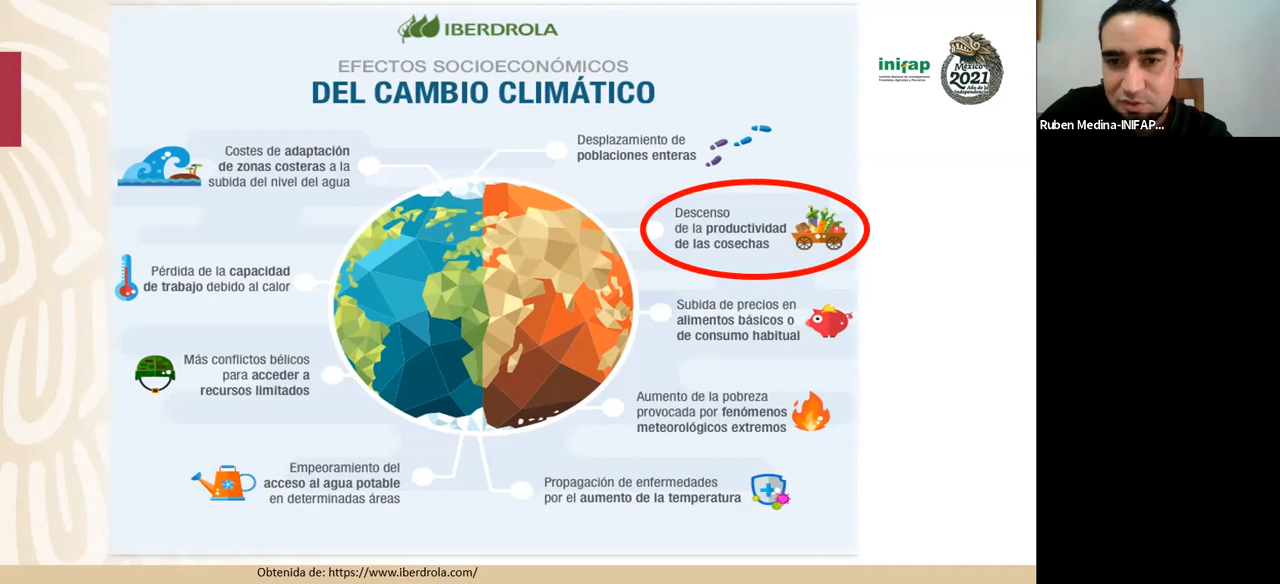 IBERDROLA
EFECTOS SOCIOECONÓMICOS
DEL CAMBIO CLIMÁTICO
Costes de adaptación
de zonas costeras a la
subida del nivel del agua
Desplazamiento de
poblaciones enteras
Descenso
de la productividad
de las cosechas
Pérdida de la capacidad
de trabajo debido al calor
Subida de precios en
alimentos básicos o
de consumo habitual
Más conflictos bélicos
para acceder a
recursos limitados
Aumento de la pobreza
provocada por fenómenos
meteorológicos extremos
Empeoramiento del
acceso al agua potable
en determinadas áreas
Propagación de enfermedades
por el aumento de la temperatura
Obtenida de: https://www.iberdrola.com/
inifap
México
2021
Año de la
Independencia
Ruben Medina-INIFAP...